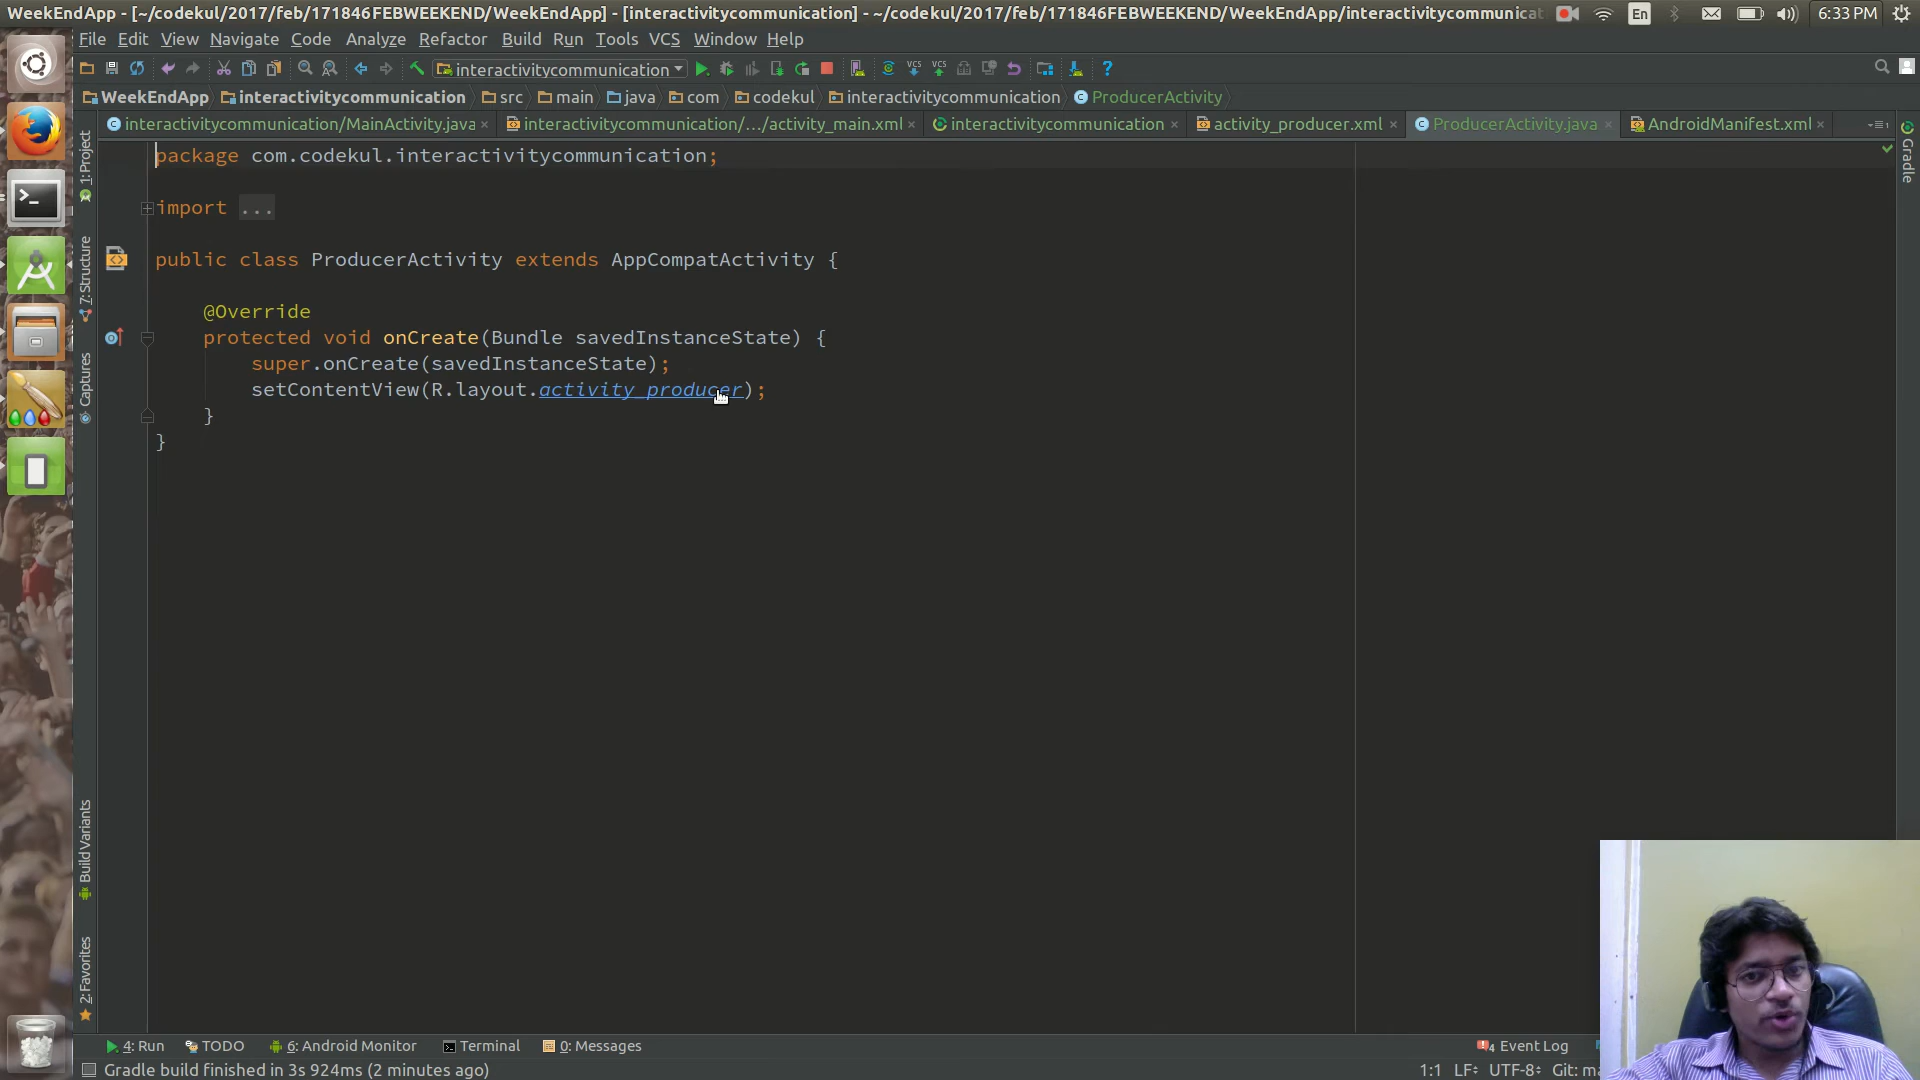 WeekEndApp - [~/codekul/2017/feb/171846FEBWEEKEND/WeekEndApp] - [interactivitycommunication] - ~/codekul/2017/feb/171846FEBWEEKEND/WeekEndApp/interactivitycommunicat
En
6:33 PM
File Edit View Navigate Code Analyze Refactor Build Run Tools VCS Window Help
interactivitycommunication
VCS VCS ?
WeekEndApp interactivitycommunication src main java com codekul interactivitycommunication ProducerActivity
interactivitycommunication/MainActivity.java interactivitycommunication/.../activity_main.xml interactivitycommunication activity_producer.xml ProducerActivity.java AndroidManifest.xml
1: Project
7: Structure
Captures
Build Variants
2: Favorites
Gradle
package com.codekul.interactivitycommunication;
import ...
public class ProducerActivity extends AppCompatActivity {
@Override
protected void onCreate(Bundle savedInstanceState) {
super.onCreate(savedInstanceState);
setContentView(R.layout.activity_producer);
}
}
4: Run TODO 6: Android Monitor Terminal 0: Messages
4 Event Log
Gradle build finished in 3s 924ms (2 minutes ago)
1:1 LF÷ UTF-8÷ Git: ma